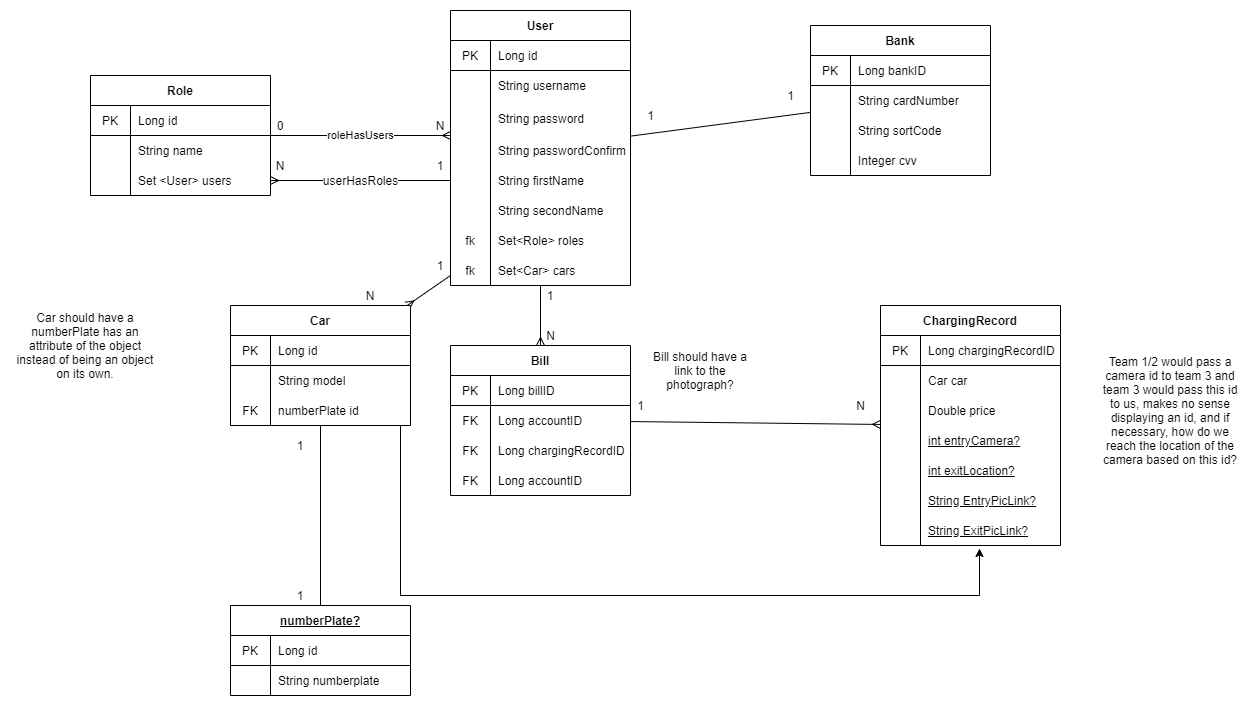 User
PK Long id
String username
String password
String passwordConfirm
String firstName
String secondName
fk Set<Role> roles
fk Set<Car> cars
Bank
PK Long bankID
String cardNumber
String sortCode
Integer cvv
1
1
Role
PK Long id
String name
Set <User> users
0
roleHasUsers
N
N
userHasRoles
1
1
N
1
N
Car should have a
numberPlate has an
attribute of the object
instead of being an object
on its own.
Car
PK Long id
String model
FK numberPlate id
Bill
PK Long billID
FK Long accountID
FK Long chargingRecordID
FK Long accountID
Bill should have a
link to the
photograph?
1
N
ChargingRecord
PK Long chargingRecordID
Car car
Double price
int entryCamera?
int exitLocation?
String EntryPicLink?
String ExitPicLink?
Team 1/2 would pass a
camera id to team 3 and
team 3 would pass this id
to us, makes no sense
displaying an id, and if
necessary, how do we
reach the location of the
camera based on this id?
1
1
numberPlate?
PK Long id
String numberplate